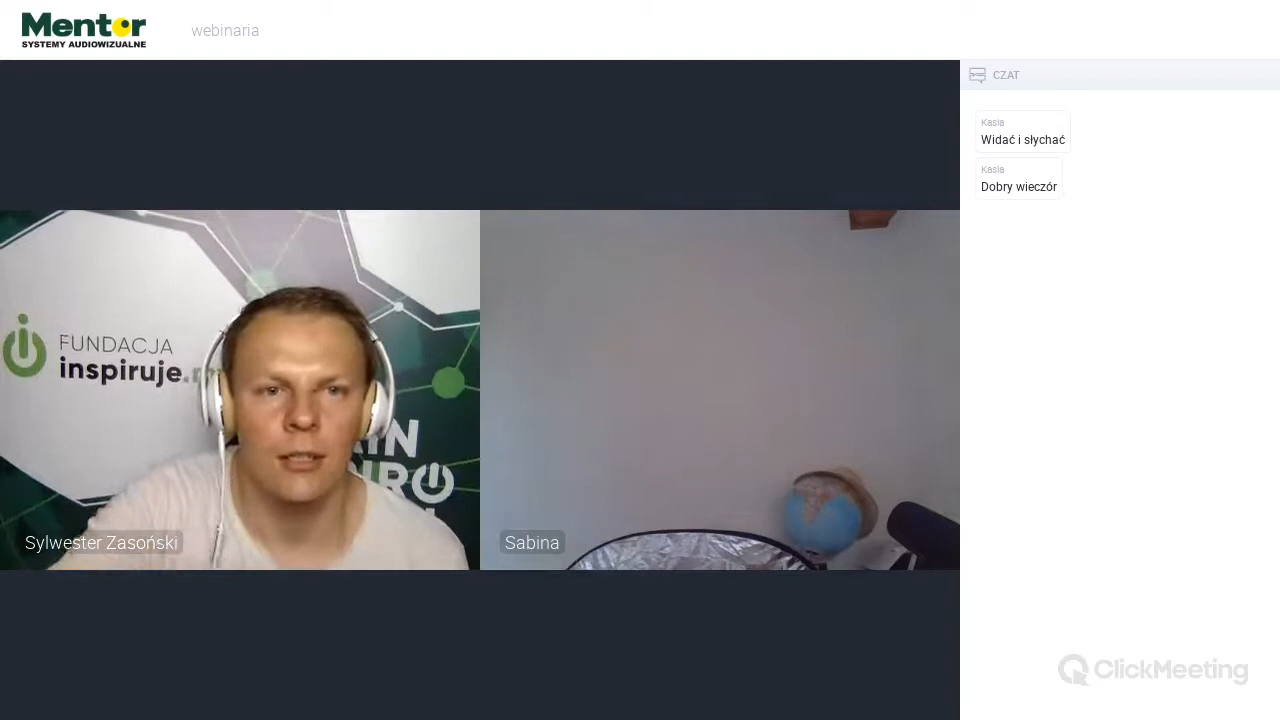 Mentor
SYSTEMY AUDIOWIZUALNE
webinaria
CZAT
Kasia
Widać i słychać
Kasia
Dobry wieczór
FUNDACJA
inspiruje.
Sylwester Zasoński
Sabina
ClickMeeting